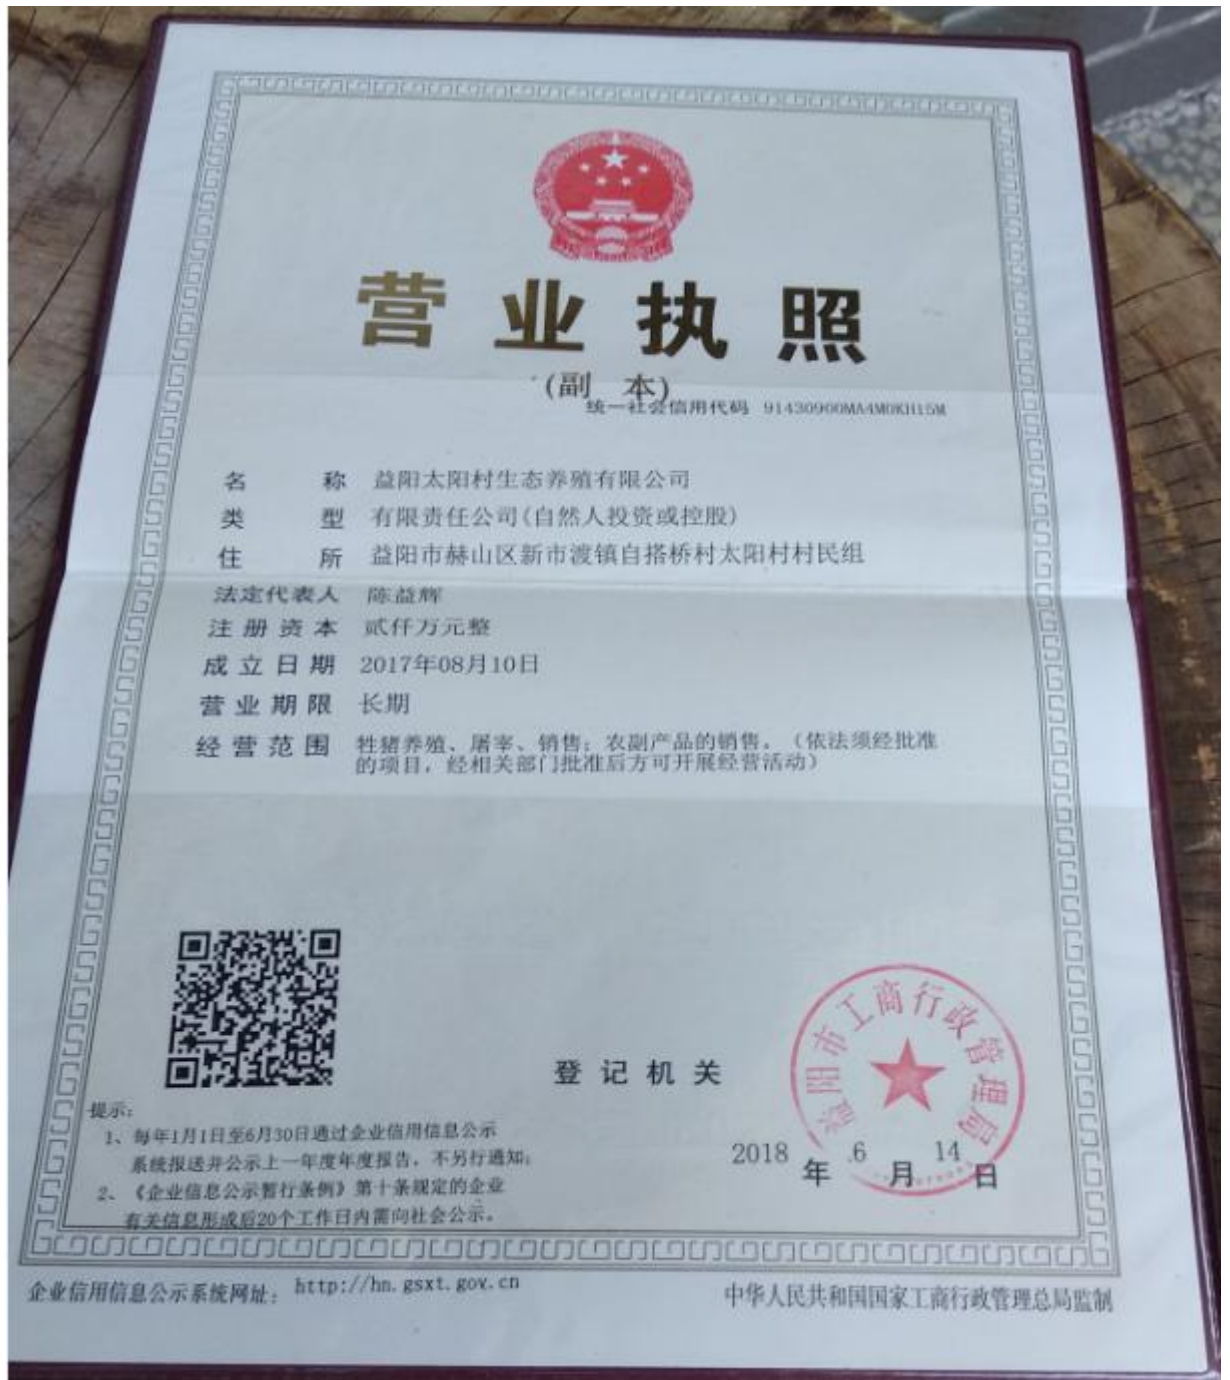 营业执照
(副 本)
统一社会信用代码 91430900MA4M0KH15M
名 称 益阳太阳村生态养殖有限公司
类 型 有限责任公司(自然人投资或控股)
住 所 益阳市赫山区新市渡镇自搭桥村太阳村村民组
法定代表人 陈益辉
注册资本 贰仟万元整
成立日期 2017年08月10日
营业期限 长期
经营范围 牲猪养殖、屠宰、销售；农副产品的销售。（依法须经批准
的项目，经相关部门批准后方可开展经营活动）
益阳市工商行政管理局
登记机关
2018年 6月 14日
提示：
1、每年1月1日至6月30日通过企业信用信息公示
系统报送并公示上一年度年度报告，不另行通知；
2、《企业信息公示暂行条例》第十条规定的企业
有关信息形成后20个工作日内需向社会公示。
企业信用信息公示系统网址： http://hn.gsxt.gov.cn
中华人民共和国国家工商行政管理总局监制